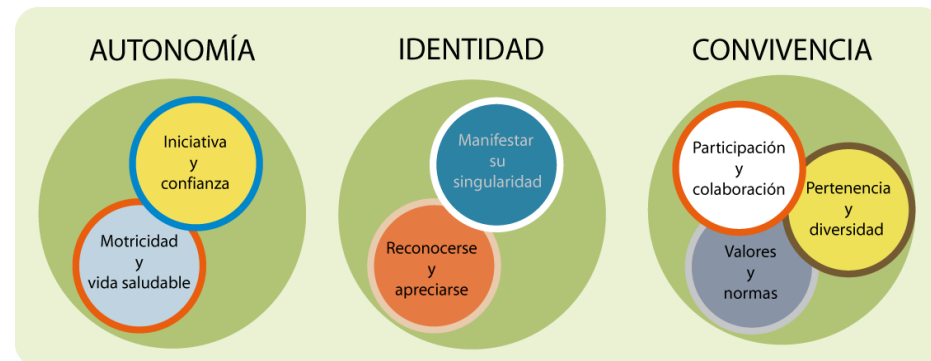 AUTONOMÍA
Iniciativa
y
confianza
Motricidad
y
vida saludable
IDENTIDAD
Manifestar
su
singularidad
Reconocerse
y
apreciarse
CONVIVENCIA
Participación
y
colaboración
Pertenencia
y
diversidad
Valores
y
normas